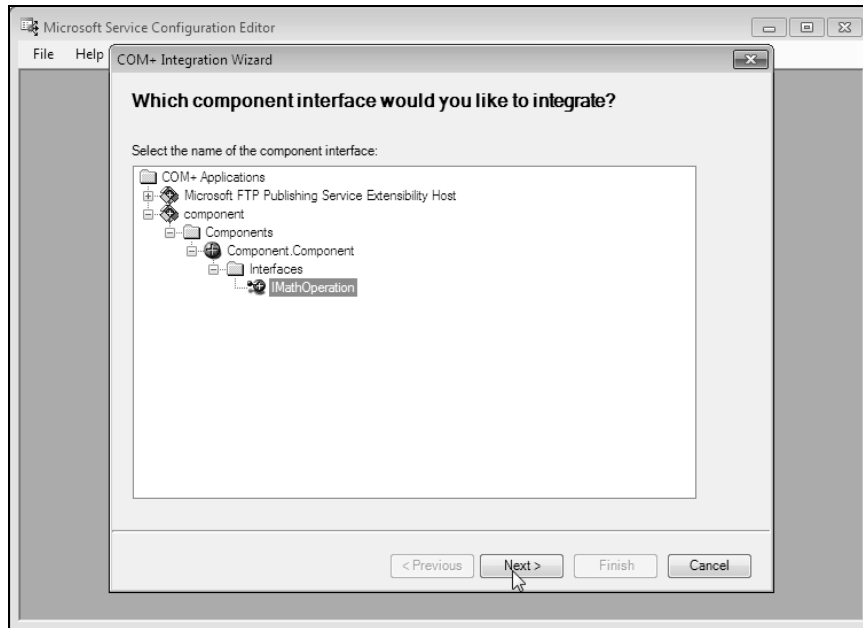 Microsoft Service Configuration Editor
File Help
COM+ Integration Wizard
Which component interface would you like to integrate?
Select the name of the component interface:
COM+ Applications
Microsoft FTP Publishing Service Extensibility Host
component
Components
Component.Component
Interfaces
IMathOperation
< Previous Next > Finish Cancel